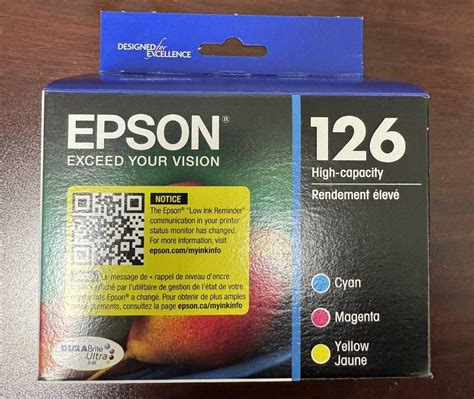 DESIGNED for
EXCELLENCE
EPSON®
EXCEED YOUR VISION
126
High-capacity
Rendement élevé
NOTICE
The Epson® "Low Ink Reminder"
communication in your printer
status monitor has changed.
For more information, visit
epson.com/myinkinfo
Le message de « rappel de niveau d'encre
par l'utilitaire de gestion de l'état de votre
Epson® a changé. Pour obtenir de plus amples
consultez la page epson.ca/myinkinfo
Cyan
Magenta
Yellow
Jaune
DURABrite
Ultra
INK